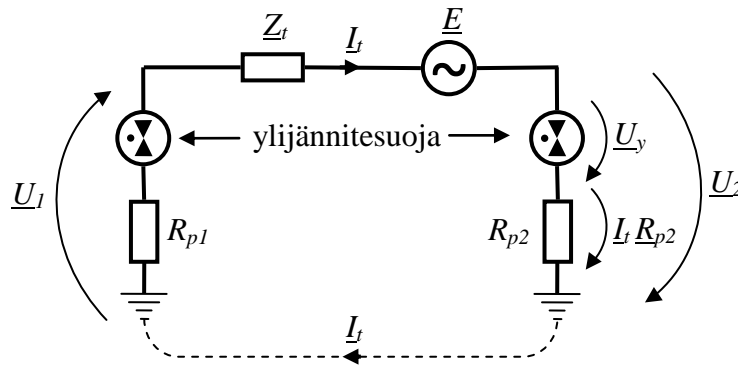 Z_t I_t E
ylijännitesuoja
U_y
U_1 U_2
R_p1 R_p2 I_t R_p2
I_t